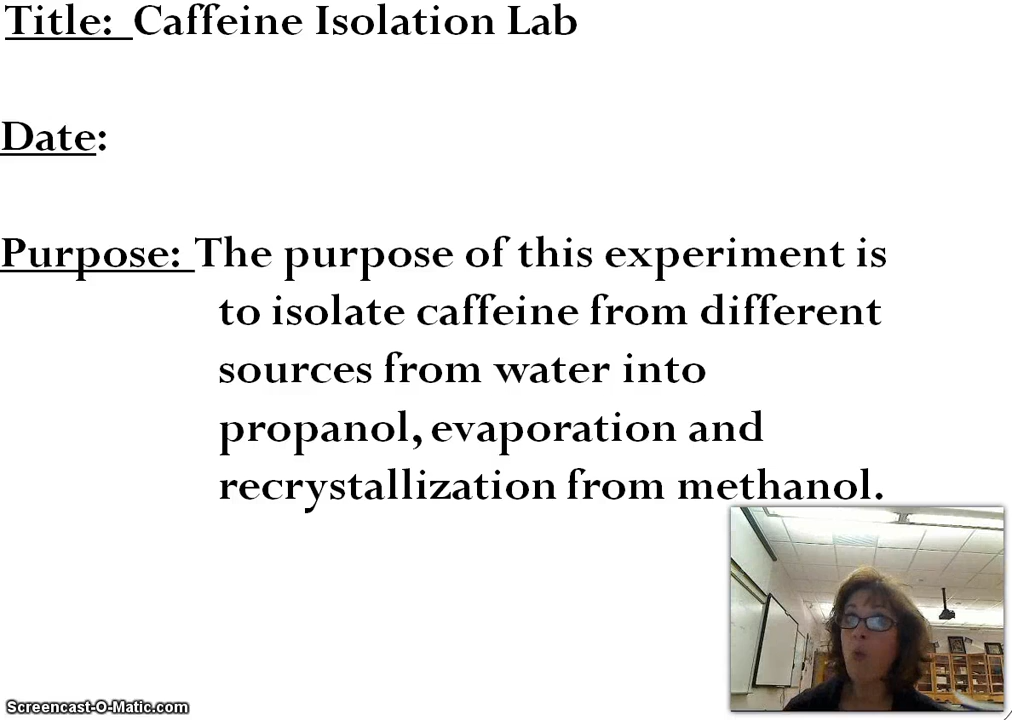 Title: Caffeine Isolation Lab
Date:
Purpose: The purpose of this experiment is
to isolate caffeine from different
sources from water into
propanol, evaporation and
recrystallization from methanol.
Screencast-O-Matic.com